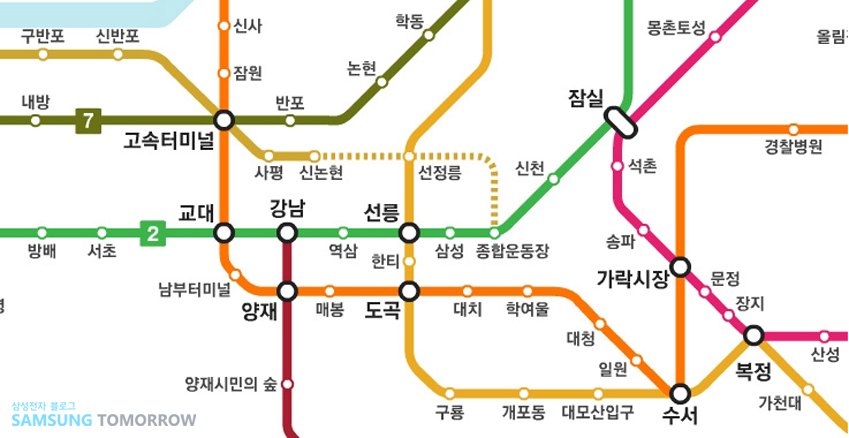 신사
학동
몽촌토성
올림
구반포
신반포
잠원
논현
내방
7
반포
잠실
고속터미널
경찰병원
사평
신논현
선정릉
신천
석촌
교대
강남
선릉
2
방배
서초
역삼
삼성
종합운동장
송파
한티
가락시장
문정
남부터미널
장지
양재
매봉
도곡
대치
학여울
대청
산성
일원
복정
양재시민의 숲
가천대
구룡
개포동
대모산입구
수서
삼성전자 블로그
SAMSUNG TOMORROW